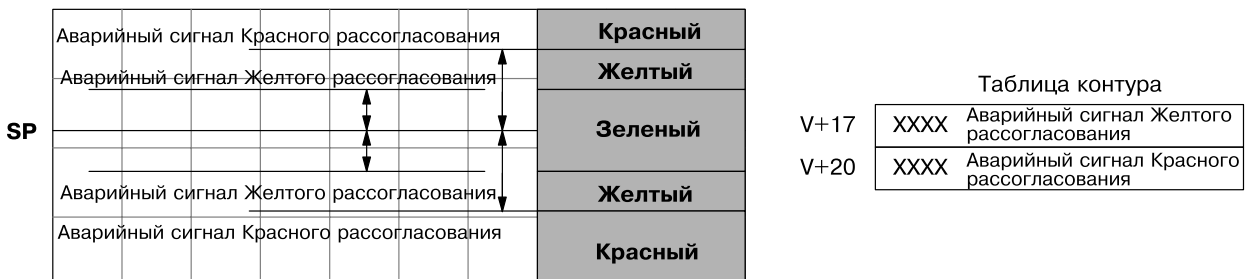 Аварийный сигнал Красного рассогласования
Красный
Аварийный сигнал Желтого рассогласования
Желтый
SP
Зеленый
Аварийный сигнал Желтого рассогласования
Желтый
Аварийный сигнал Красного рассогласования
Красный
Таблица контура
V+17 XXXX Аварийный сигнал Желтого
рассогласования
V+20 XXXX Аварийный сигнал Красного
рассогласования